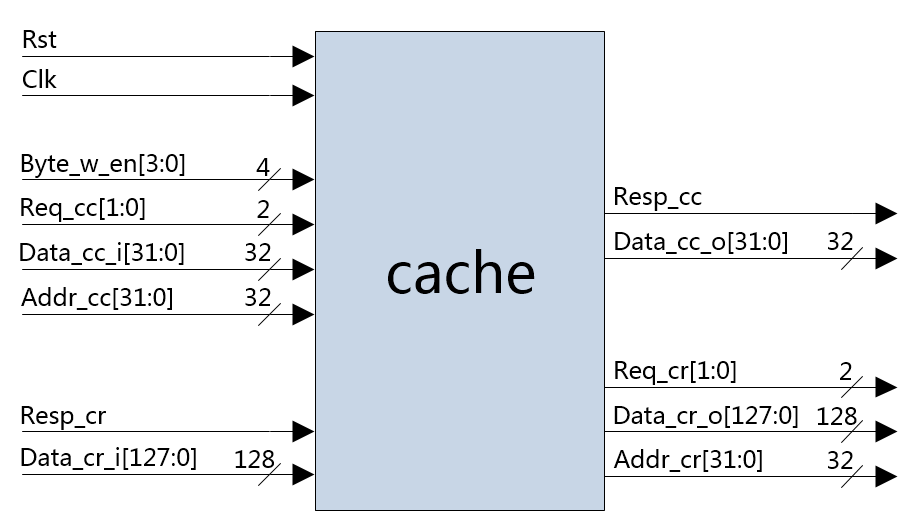 Rst
Clk
Byte_w_en[3:0] 4
Req_cc[1:0] 2
Data_cc_i[31:0] 32
Addr_cc[31:0] 32
Resp_cr
Data_cr_i[127:0] 128
cache
Resp_cc
Data_cc_o[31:0] 32
Req_cr[1:0] 2
Data_cr_o[127:0] 128
Addr_cr[31:0] 32